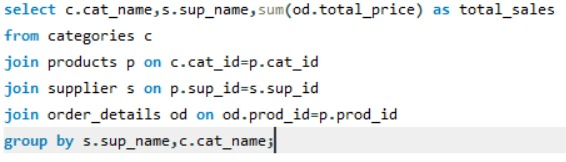 select c.cat_name,s.sup_name,sum(od.total_price) as total_sales
from categories c
join products p on c.cat_id=p.cat_id
join supplier s on p.sup_id=s.sup_id
join order_details od on od.prod_id=p.prod_id
group by s.sup_name,c.cat_name;